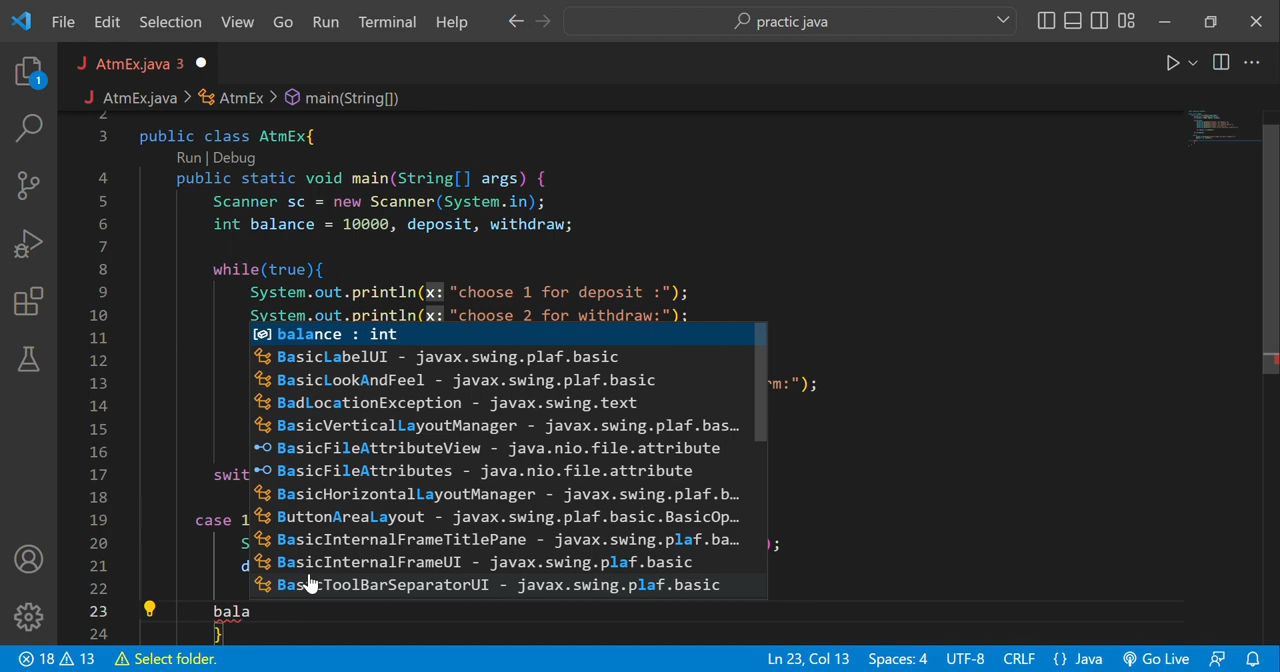 File Edit Selection View Go Run Terminal Help practic java
J AtmEx.java 3
J AtmEx.java > AtmEx > main(String[])
2
3 public class AtmEx{
Run | Debug
4 public static void main(String[] args) {
5 Scanner sc = new Scanner(System.in);
6 int balance = 10000, deposit, withdraw;
7
8 while(true){
9 System.out.println(x: "choose 1 for deposit :");
10 System.out.println(x: "choose 2 for withdraw:");
11 balance : int
12 BasicLabelUI - javax.swing.plaf.basic
13 BasicLookAndFeel - javax.swing.plaf.basic m:");
14 BadLocationException - javax.swing.text
15 BasicVerticalLayoutManager - javax.swing.plaf.bas…
16 BasicFileAttributeView - java.nio.file.attribute
17 swit BasicFileAttributes - java.nio.file.attribute
18 BasicHorizontalLayoutManager - javax.swing.plaf.b…
19 case 1 ButtonAreaLayout - javax.swing.plaf.basic.BasicOp…
20 S BasicInternalFrameTitlePane - javax.swing.plaf.ba… );
21 d BasicInternalFrameUI - javax.swing.plaf.basic
22 BasicToolBarSeparatorUI - javax.swing.plaf.basic
23 bala
24 }
18 13 Select folder. Ln 23, Col 13 Spaces: 4 UTF-8 CRLF {} Java Go Live